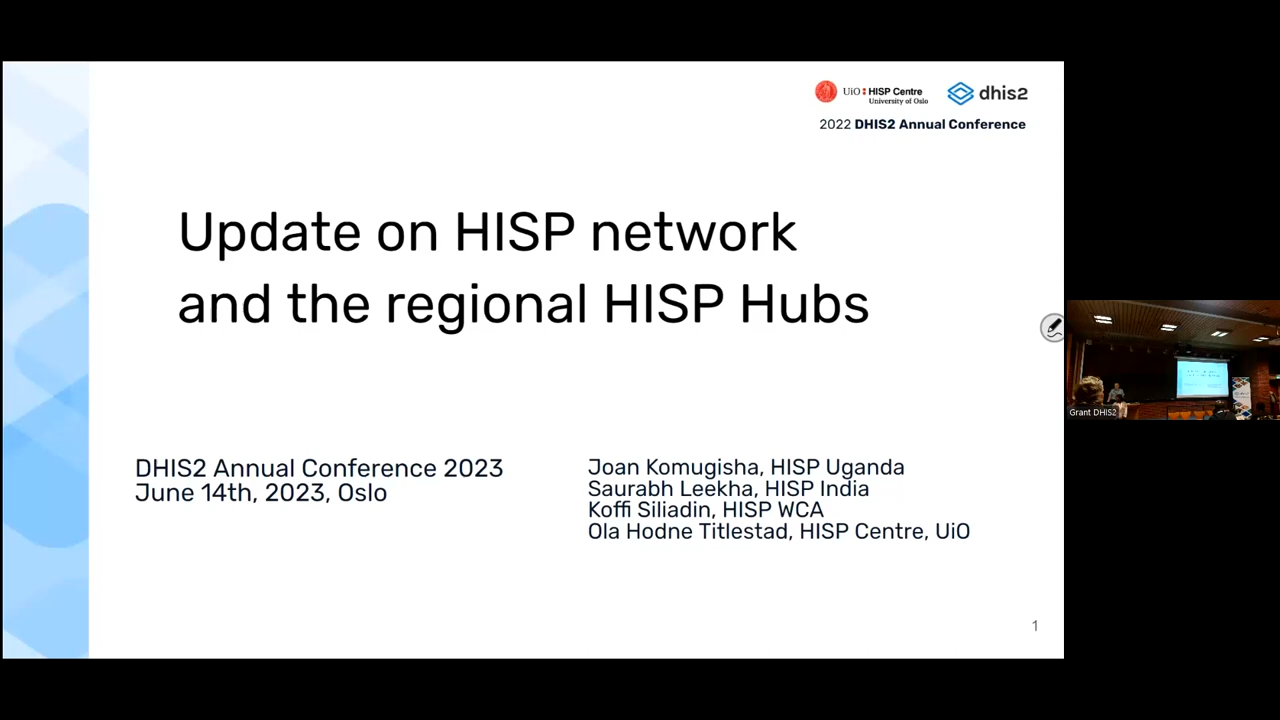 UiO HISP Centre
University of Oslo
dhis2
2022 DHIS2 Annual Conference
Update on HISP network
and the regional HISP Hubs
DHIS2 Annual Conference 2023
June 14th, 2023, Oslo
Joan Komugisha, HISP Uganda
Saurabh Leekha, HISP India
Koffi Siliadin, HISP WCA
Ola Hodne Titlestad, HISP Centre, UiO
1
Grant DHIS2